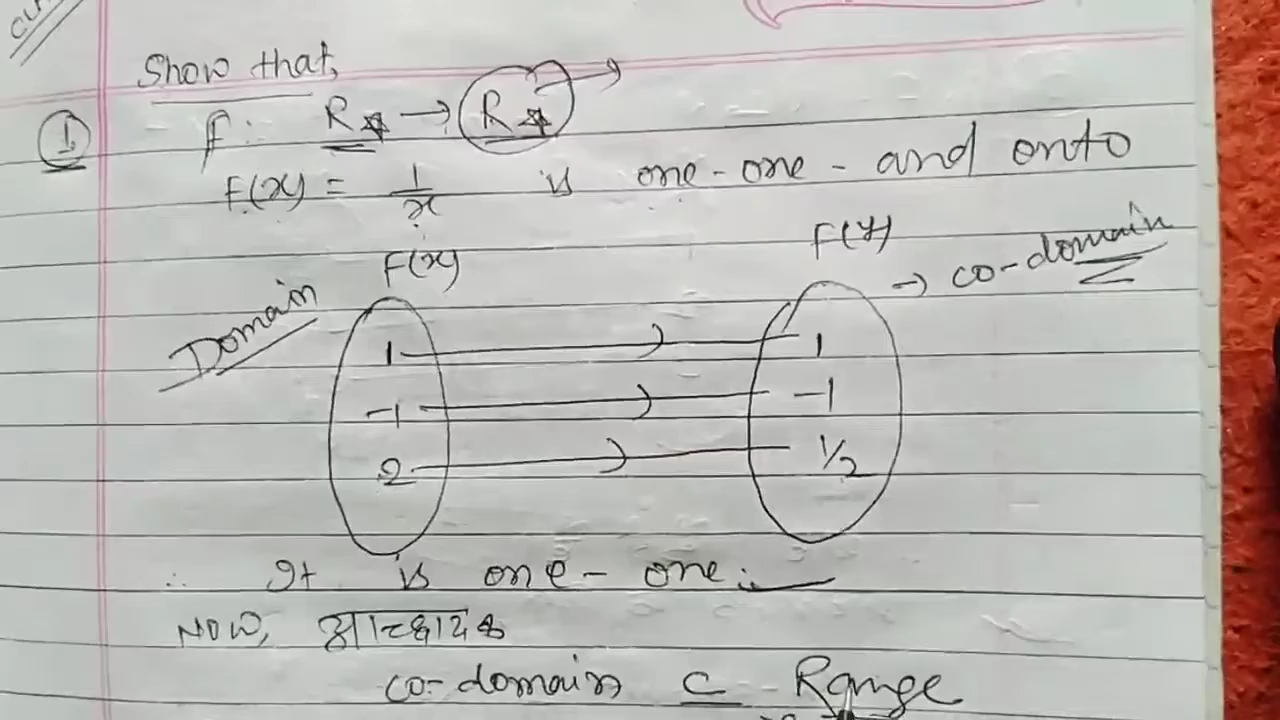 Show that,
① f: R★ → R★ →
F(x) = 1/x is one-one - and onto
F(x) F(y)
Domain → co-domain
1 1
-1 -1
2 1/2
∴ It is one-one.
Now,
co-domain ⊆ Range